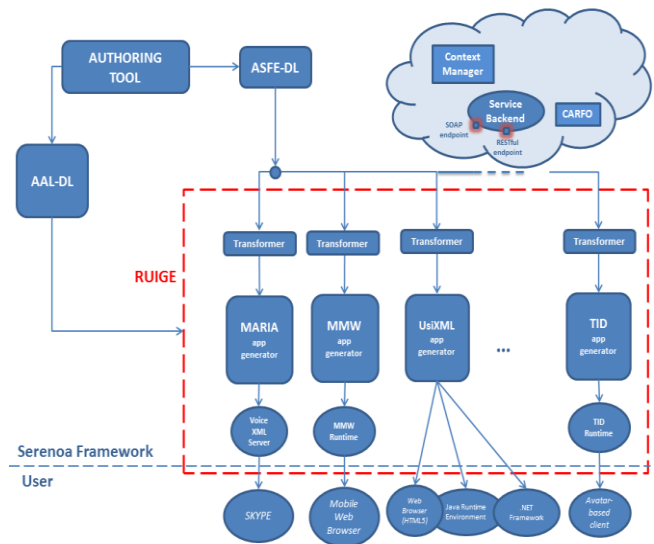 AUTHORING
TOOL
ASFE-DL
Context
Manager
Service
Backend
CARFO
SOAP
endpoint
RESTful
endpoint
AAL-DL
Transformer
Transformer
Transformer
Transformer
RUIGE
MARIA
app
generator
MMW
app
generator
UsiXML
app
generator
...
TID
app
generator
Voice
XML
Server
MMW
Runtime
TID
Runtime
Serenoa Framework
User
SKYPE
Mobile
Web
Browser
Web
Browser
(HTML5)
Java Runtime
Environment
.NET
Framework
Avatar-
based
client